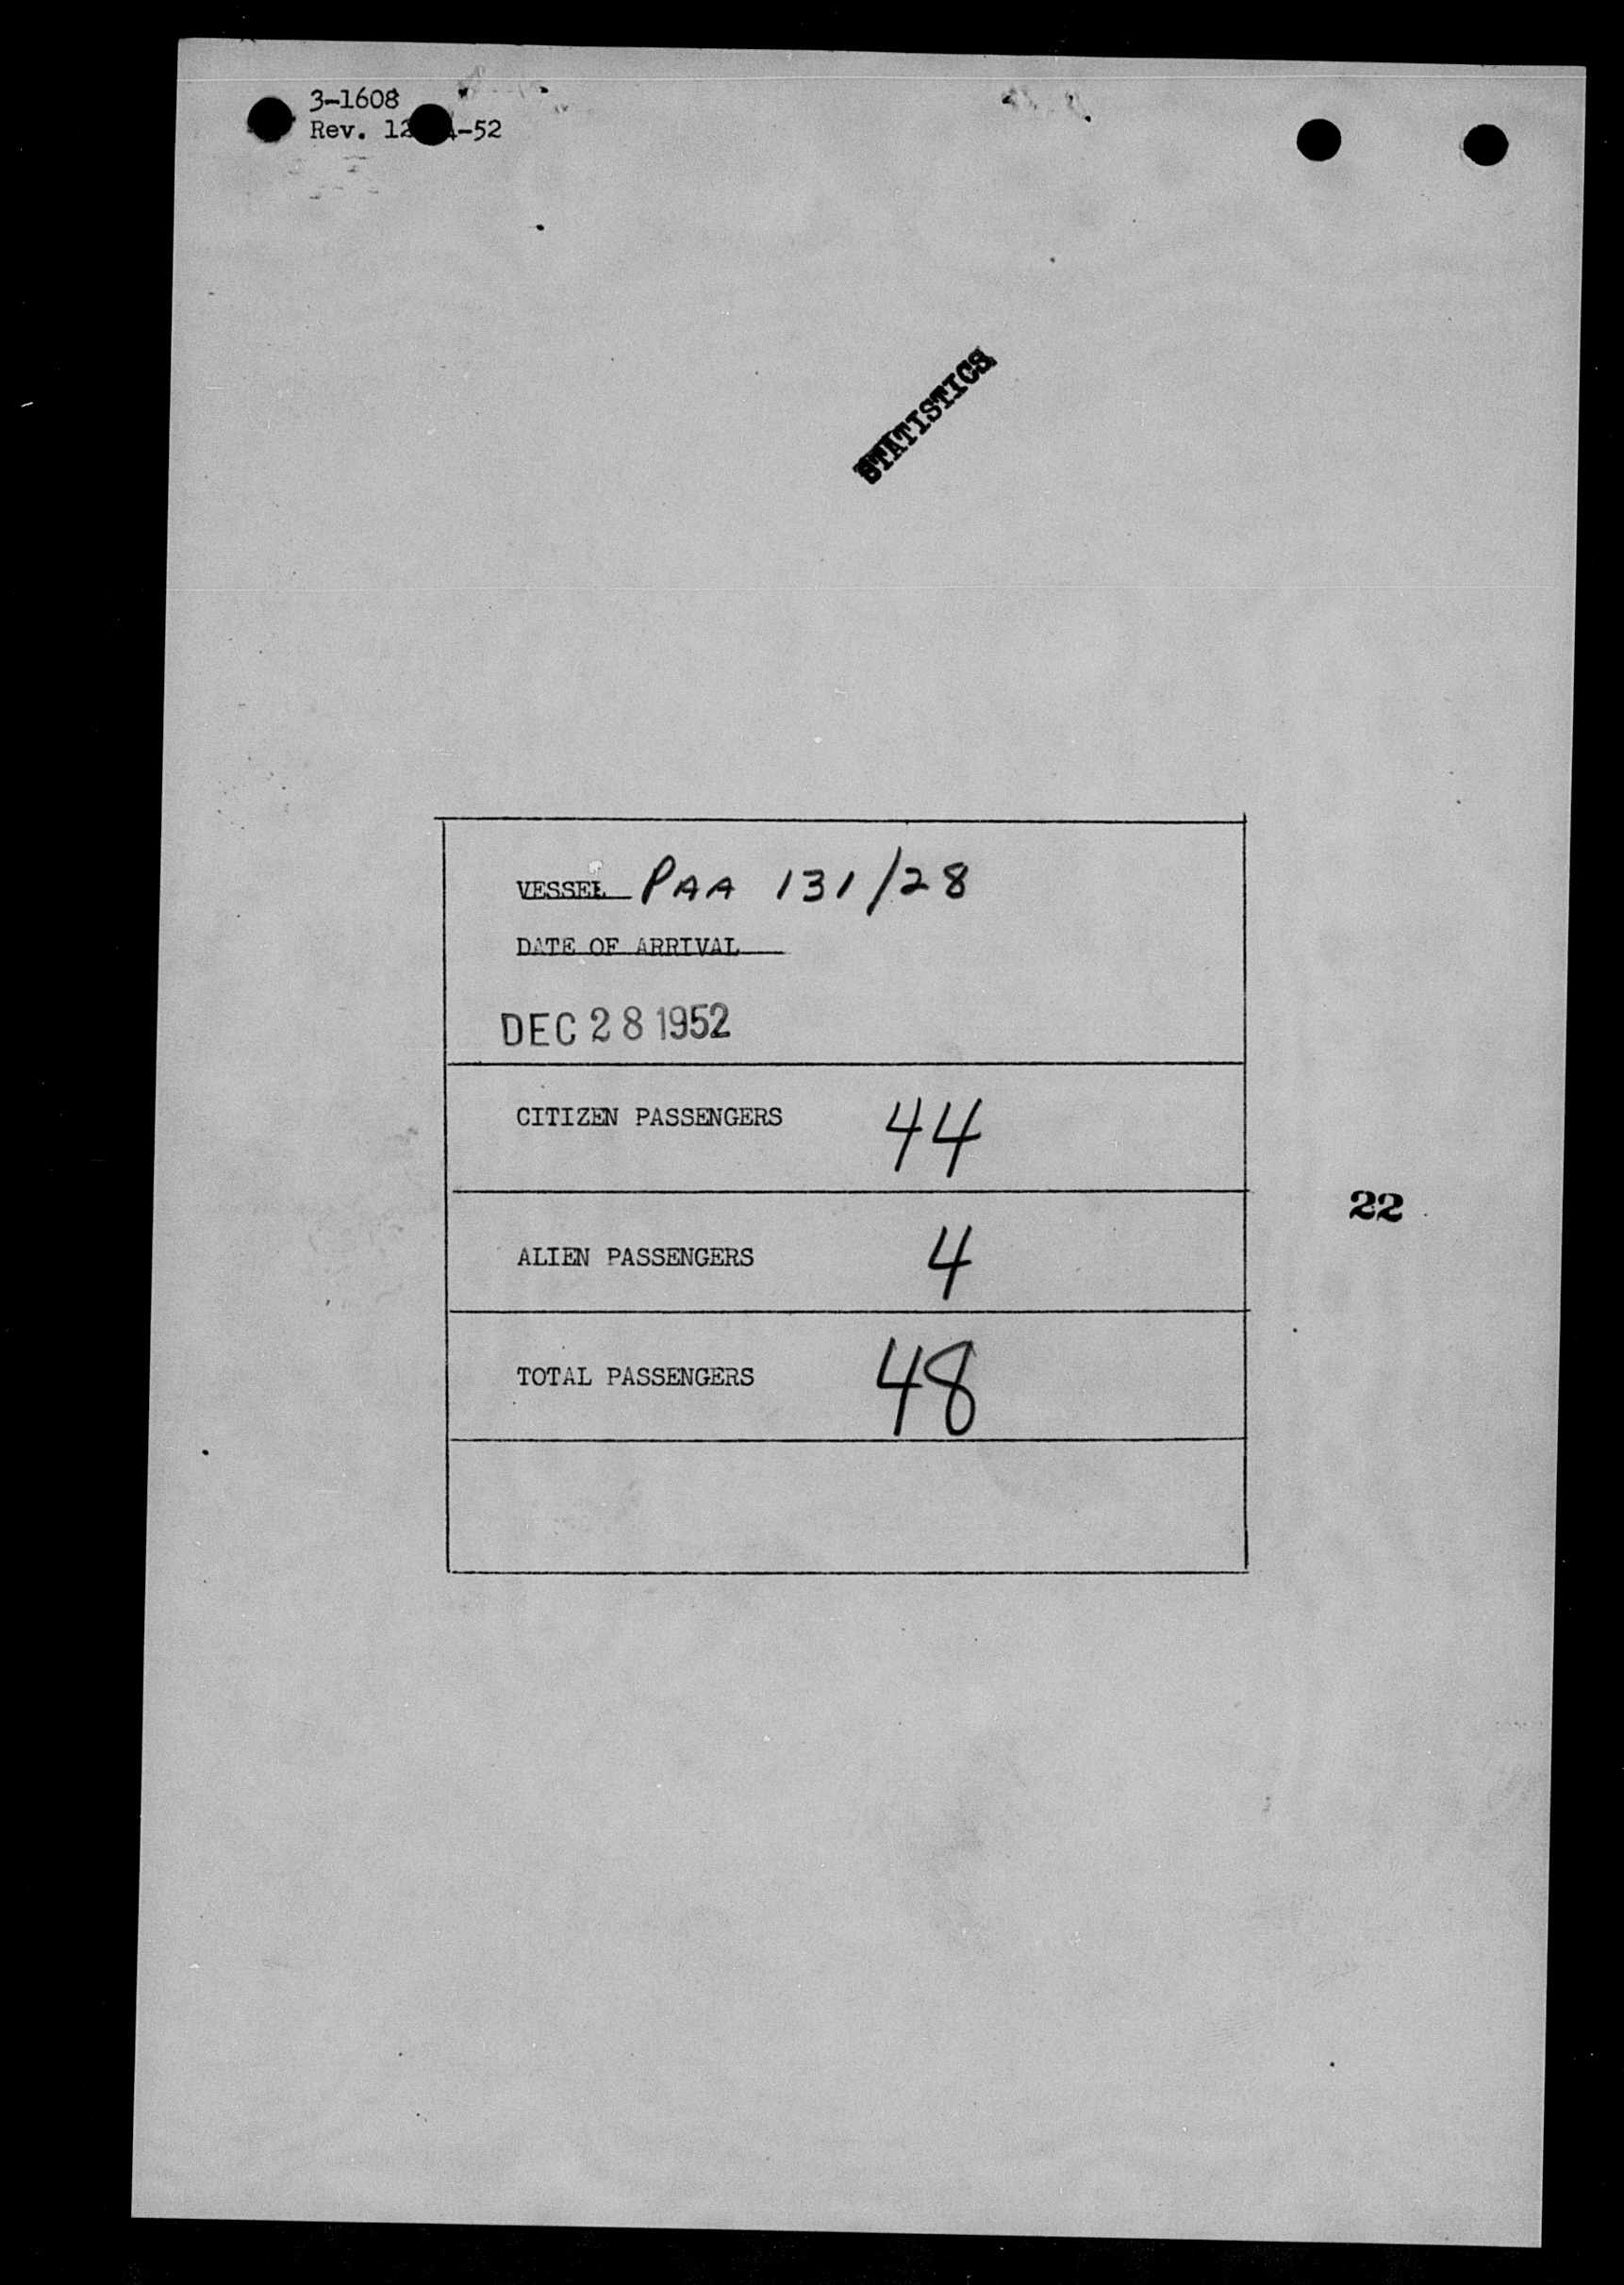 3-1608
Rev. -52
STATISTICS
VESSEL PAA 131/28
DATE OF ARRIVAL
DEC 28 1952
CITIZEN PASSENGERS 44
22
ALIEN PASSENGERS 4
TOTAL PASSENGERS 48